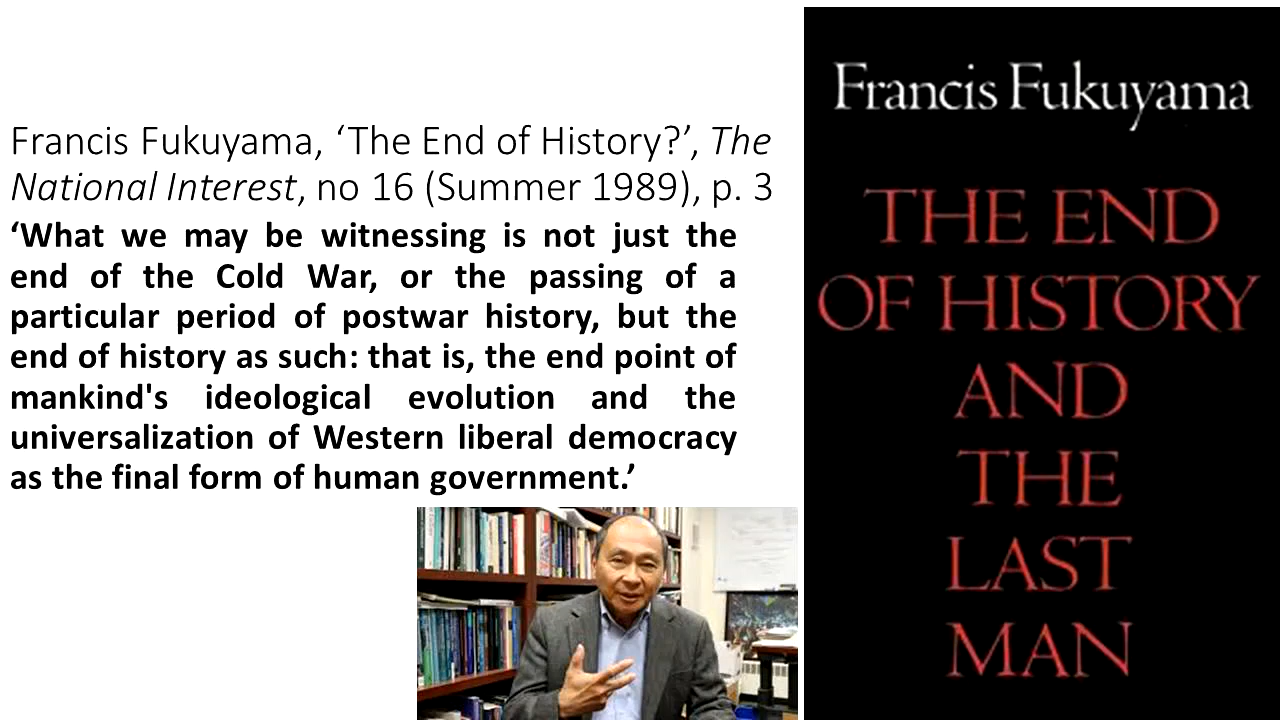 Francis Fukuyama, ‘The End of History?’, The
National Interest, no 16 (Summer 1989), p. 3
‘What we may be witnessing is not just the
end of the Cold War, or the passing of a
particular period of postwar history, but the
end of history as such: that is, the end point of
mankind's ideological evolution and the
universalization of Western liberal democracy
as the final form of human government.’
Francis Fukuyama
THE END
OF HISTORY
AND
THE
LAST
MAN